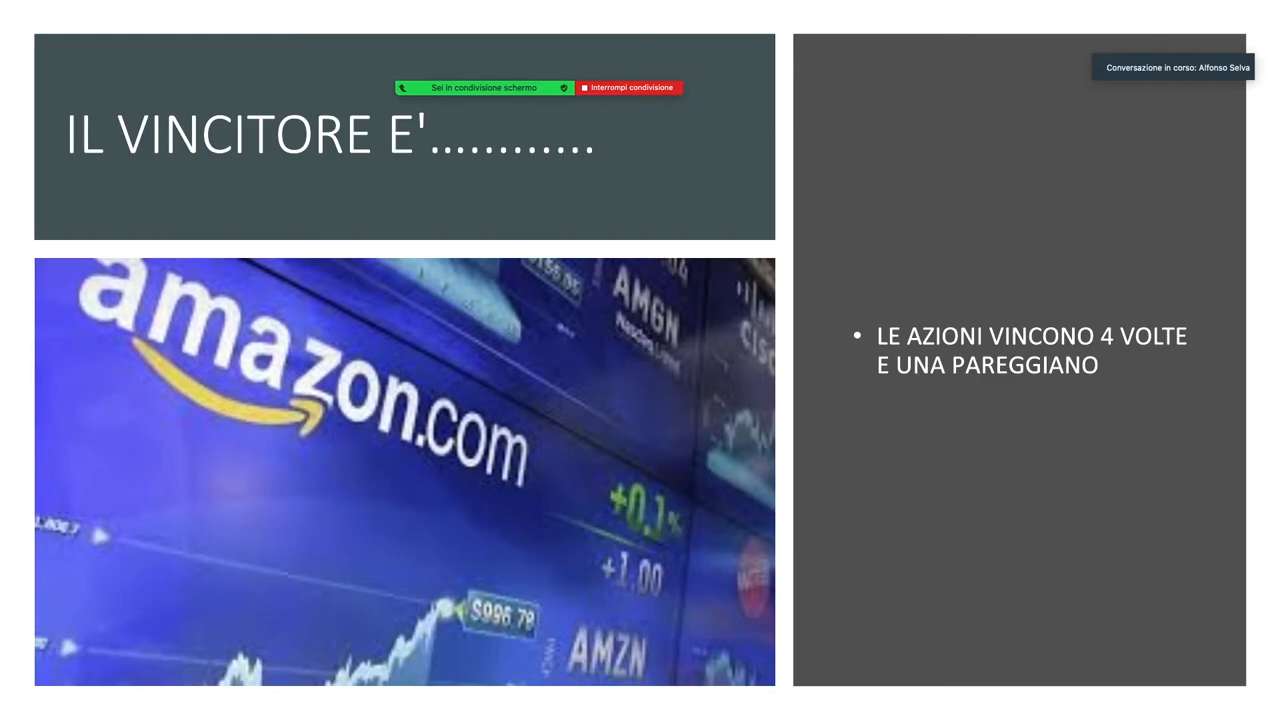 Sei in condivisione schermo
Interrompi condivisione
Conversazione in corso: Alfonso Selva
IL VINCITORE E'............
LE AZIONI VINCONO 4 VOLTE
E UNA PAREGGIANO
amazon.com
AMGN
+0.1%
+1.00
$996.78
AMZN